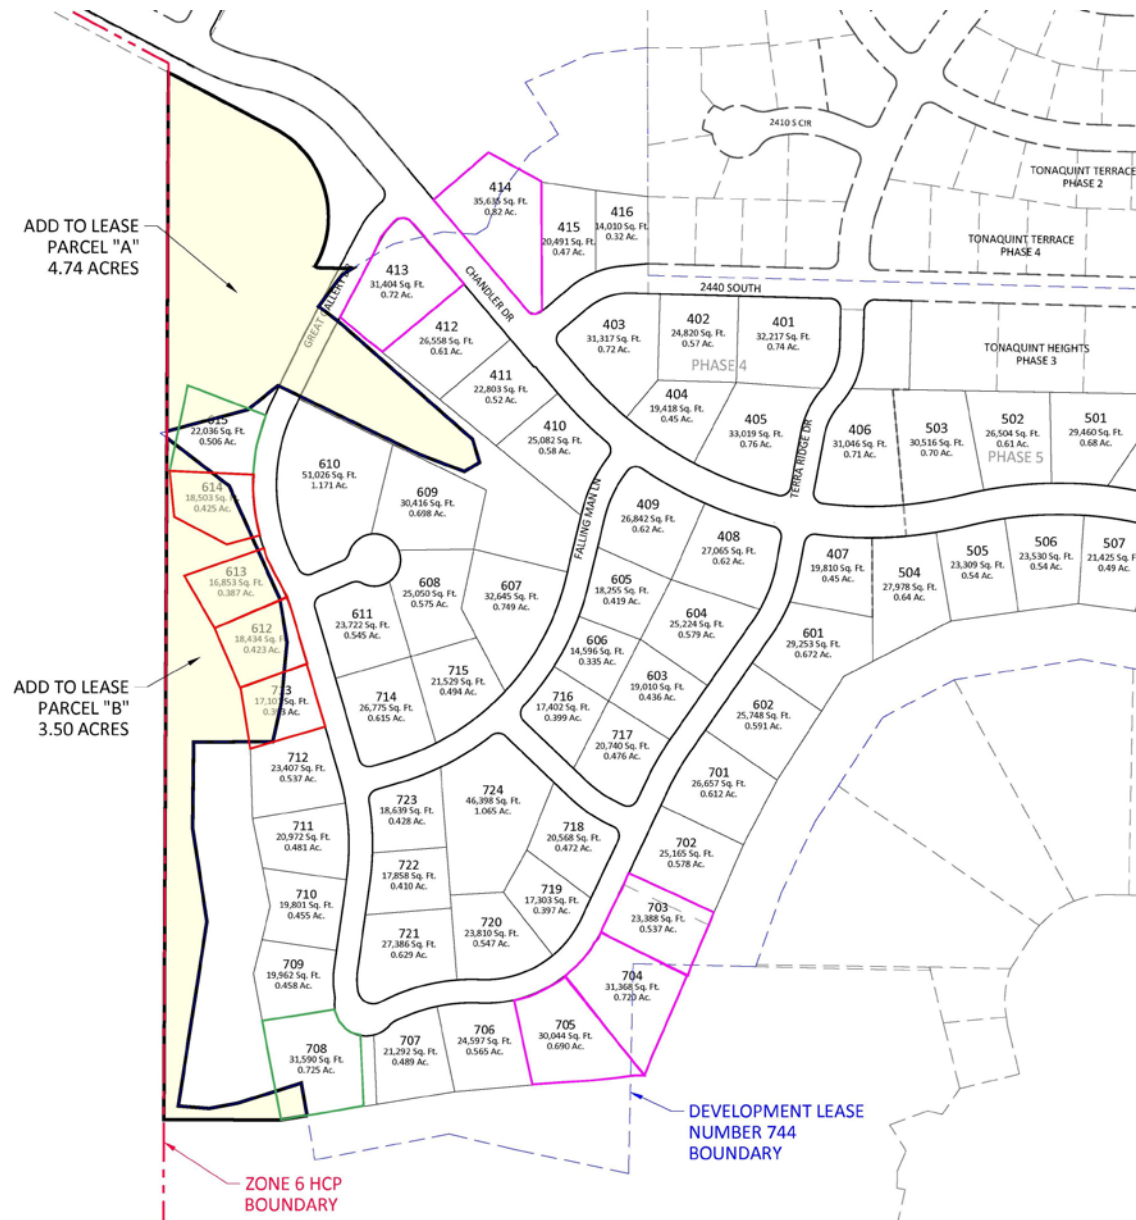 2410 S CIR
TONAQUINT TERRACE
PHASE 2
ADD TO LEASE
PARCEL "A"
4.74 ACRES
414
35,635 Sq. Ft.
0.82 Ac.
415
20,491 Sq. Ft.
0.47 Ac.
416
14,010 Sq. Ft.
0.32 Ac.
TONAQUINT TERRACE
PHASE 4
413
31,404 Sq. Ft.
0.72 Ac.
CHANDLER DR
2440 SOUTH
GREAT GALLERY DR
412
26,558 Sq. Ft.
0.61 Ac.
403
31,317 Sq. Ft.
0.72 Ac.
402
24,820 Sq. Ft.
0.57 Ac.
401
32,217 Sq. Ft.
0.74 Ac.
TONAQUINT HEIGHTS
PHASE 3
PHASE 4
411
22,803 Sq. Ft.
0.52 Ac.
404
19,418 Sq. Ft.
0.45 Ac.
405
33,019 Sq. Ft.
0.76 Ac.
TERRA RIDGE DR
406
31,046 Sq. Ft.
0.71 Ac.
503
30,516 Sq. Ft.
0.70 Ac.
502
26,504 Sq. Ft.
0.61 Ac.
501
29,460 Sq. Ft.
0.68 Ac.
PHASE 5
615
22,036 Sq. Ft.
0.506 Ac.
410
25,082 Sq. Ft.
0.58 Ac.
610
51,026 Sq. Ft.
1.171 Ac.
609
30,416 Sq. Ft.
0.698 Ac.
614
18,503 Sq. Ft.
0.425 Ac.
FALLING MAN LN
409
26,842 Sq. Ft.
0.62 Ac.
408
27,065 Sq. Ft.
0.62 Ac.
407
19,810 Sq. Ft.
0.45 Ac.
504
27,978 Sq. Ft.
0.64 Ac.
505
23,309 Sq. Ft.
0.54 Ac.
506
23,530 Sq. Ft.
0.54 Ac.
507
21,425 Sq. Ft.
0.49 Ac.
613
16,853 Sq. Ft.
0.387 Ac.
608
25,050 Sq. Ft.
0.575 Ac.
607
32,645 Sq. Ft.
0.749 Ac.
605
18,255 Sq. Ft.
0.419 Ac.
604
25,224 Sq. Ft.
0.579 Ac.
611
23,722 Sq. Ft.
0.545 Ac.
612
18,434 Sq. Ft.
0.423 Ac.
606
14,596 Sq. Ft.
0.335 Ac.
601
29,253 Sq. Ft.
0.672 Ac.
ADD TO LEASE
PARCEL "B"
3.50 ACRES
713
0.393 Ac.
714
26,775 Sq. Ft.
0.615 Ac.
715
21,529 Sq. Ft.
0.494 Ac.
716
17,402 Sq. Ft.
0.399 Ac.
603
19,010 Sq. Ft.
0.436 Ac.
602
25,748 Sq. Ft.
0.591 Ac.
717
20,740 Sq. Ft.
0.476 Ac.
712
23,407 Sq. Ft.
0.537 Ac.
701
26,657 Sq. Ft.
0.612 Ac.
724
46,398 Sq. Ft.
1.065 Ac.
723
18,639 Sq. Ft.
0.428 Ac.
711
20,972 Sq. Ft.
0.481 Ac.
718
20,568 Sq. Ft.
0.472 Ac.
702
25,165 Sq. Ft.
0.578 Ac.
722
17,858 Sq. Ft.
0.410 Ac.
710
19,801 Sq. Ft.
0.455 Ac.
719
17,303 Sq. Ft.
0.397 Ac.
703
23,388 Sq. Ft.
0.537 Ac.
720
23,810 Sq. Ft.
0.547 Ac.
721
27,386 Sq. Ft.
0.629 Ac.
709
19,962 Sq. Ft.
0.458 Ac.
704
31,368 Sq. Ft.
0.720 Ac.
705
30,044 Sq. Ft.
0.690 Ac.
706
24,597 Sq. Ft.
0.565 Ac.
707
21,292 Sq. Ft.
0.489 Ac.
708
31,590 Sq. Ft.
0.725 Ac.
DEVELOPMENT LEASE
NUMBER 744
BOUNDARY
ZONE 6 HCP
BOUNDARY